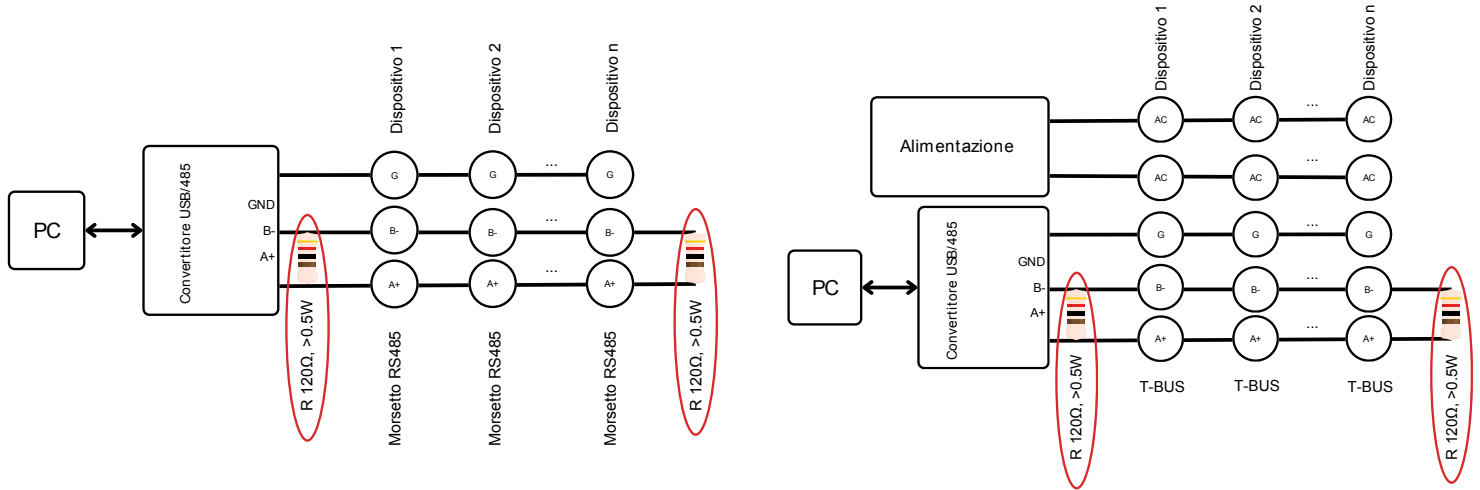 Dispositivo 1
Dispositivo 2
Dispositivo n
PC
Convertitore USB/485
GND
B-
A+
G
G
...
G
B-
B-
...
B-
A+
A+
...
A+
R 120Ω, >0.5W
R 120Ω, >0.5W
Morsetto RS485
Morsetto RS485
Morsetto RS485
Dispositivo 1
Dispositivo 2
Dispositivo n
Alimentazione
AC
AC
...
AC
AC
AC
...
AC
PC
Convertitore USB/485
GND
B-
A+
G
G
...
G
B-
B-
...
B-
A+
A+
...
A+
R 120Ω, >0.5W
R 120Ω, >0.5W
T-BUS
T-BUS
T-BUS